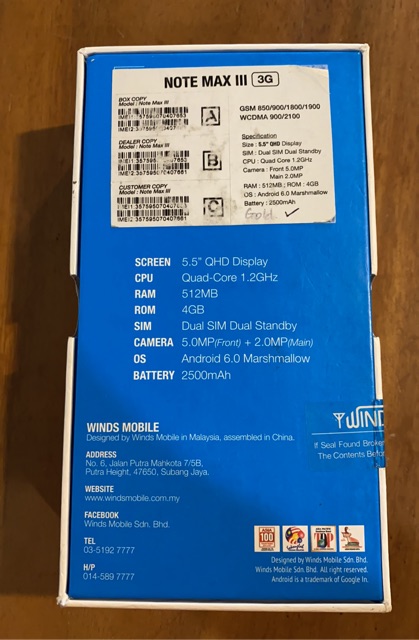 NOTE MAX III 3G
BOX COPY
Model : Note Max III
A
DEALER COPY
Model : Note Max III
B
CUSTOMER COPY
Model : Note Max III
C
GSM 850/900/1800/1900
WCDMA 900/2100
Specification
Size : 5.5" QHD Display
SIM : Dual SIM Dual Standby
CPU : Quad Core 1.2GHz
Camera : Front 5.0MP
Main 2.0MP
RAM : 512MB.; ROM : 4GB
OS : Android 6.0 Marshmallow
Battery : 2500mAh
Gold ✓
SCREEN 5.5" QHD Display
CPU Quad-Core 1.2GHz
RAM 512MB
ROM 4GB
SIM Dual SIM Dual Standby
CAMERA 5.0MP(Front) + 2.0MP(Main)
OS Android 6.0 Marshmallow
BATTERY 2500mAh
WIND
If Seal Found Broke
The Contents Befo
WINDS MOBILE
Designed by Winds Mobile in Malaysia, assembled in China.
ADDRESS
No. 6, Jalan Putra Mahkota 7/5B,
Putra Height, 47650, Subang Jaya.
WEBSITE
www.windsmobile.com.my
FACEBOOK
Winds Mobile Sdn. Bhd.
TEL
03-5192 7777
H/P
014-589 7777
100
Designed by Winds Mobile Sdn. Bhd.
Winds Mobile Sdn. Bhd. All right reserved.
Android is a trademark of Google In.